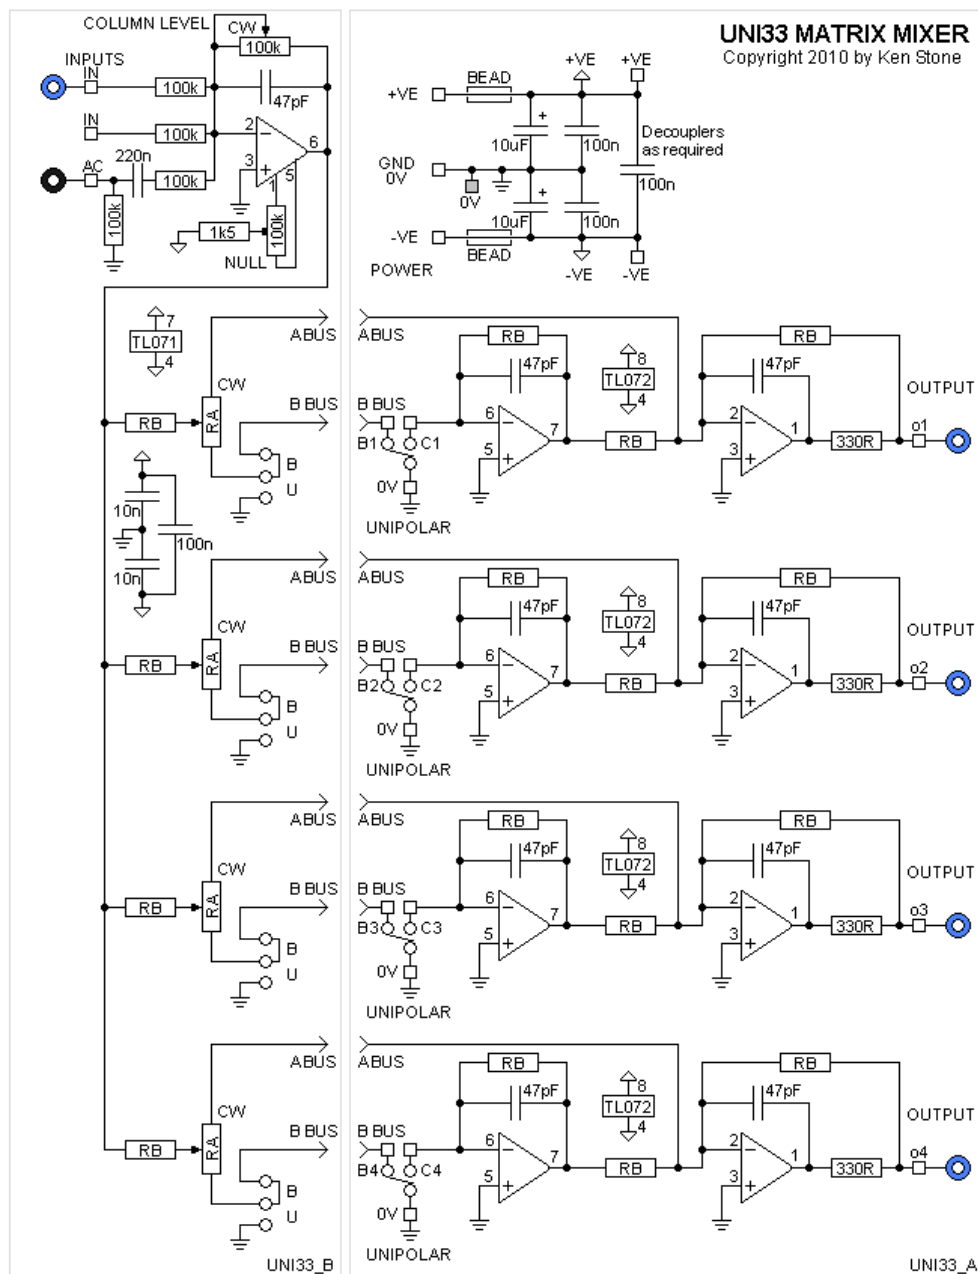 COLUMN LEVEL
CW
100k
INPUTS
IN
100k
47pF
IN
100k
2
6
3
5
1
AC
220n
100k
100k
1k5
100k
NULL
UNI33 MATRIX MIXER
Copyright 2010 by Ken Stone
+VE
+VE
+VE
BEAD
+
10uF
100n
Decouplers
as required
GND
0V
0V
100n
+
10uF
100n
-VE
BEAD
-VE
-VE
POWER
7
TL071
4
CW
RB
RA
ABUS
B BUS
B
U
10n
10n
100n
ABUS
B BUS
B1
C1
0V
UNIPOLAR
RB
47pF
6
5
7
8
TL072
4
RB
RB
47pF
2
3
1
330R
OUTPUT
o1
CW
RB
RA
ABUS
B BUS
B
U
ABUS
B BUS
B2
C2
0V
UNIPOLAR
RB
47pF
6
5
7
8
TL072
4
RB
RB
47pF
2
3
1
330R
OUTPUT
o2
CW
RB
RA
ABUS
B BUS
B
U
ABUS
B BUS
B3
C3
0V
UNIPOLAR
RB
47pF
6
5
7
8
TL072
4
RB
RB
47pF
2
3
1
330R
OUTPUT
o3
CW
RB
RA
ABUS
B BUS
B
U
ABUS
B BUS
B4
C4
0V
UNIPOLAR
RB
47pF
6
5
7
8
TL072
4
RB
RB
47pF
2
3
1
330R
OUTPUT
o4
UNI33_B
UNI33_A